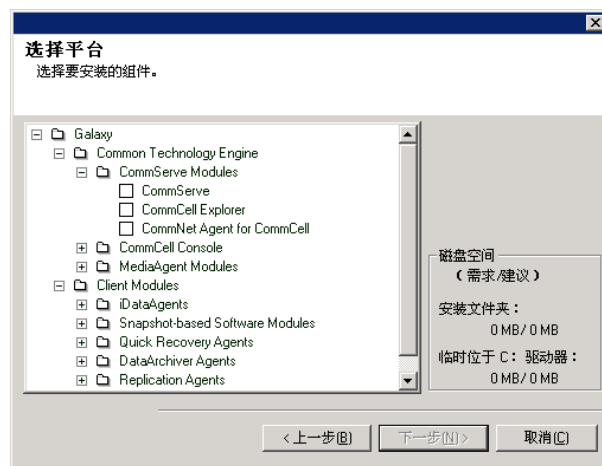 选择平台
选择要安装的组件。
Galaxy
Common Technology Engine
CommServe Modules
CommServe
CommCell Explorer
CommNet Agent for CommCell
CommCell Console
MediaAgent Modules
Client Modules
iDataAgents
Snapshot-based Software Modules
Quick Recovery Agents
DataArchiver Agents
Replication Agents
磁盘空间
(需求/建议)
安装文件夹:
0 MB/ 0 MB
临时位于 C: 驱动器:
0 MB/ 0 MB
<上一步(B)
下一步(N)>
取消(C)